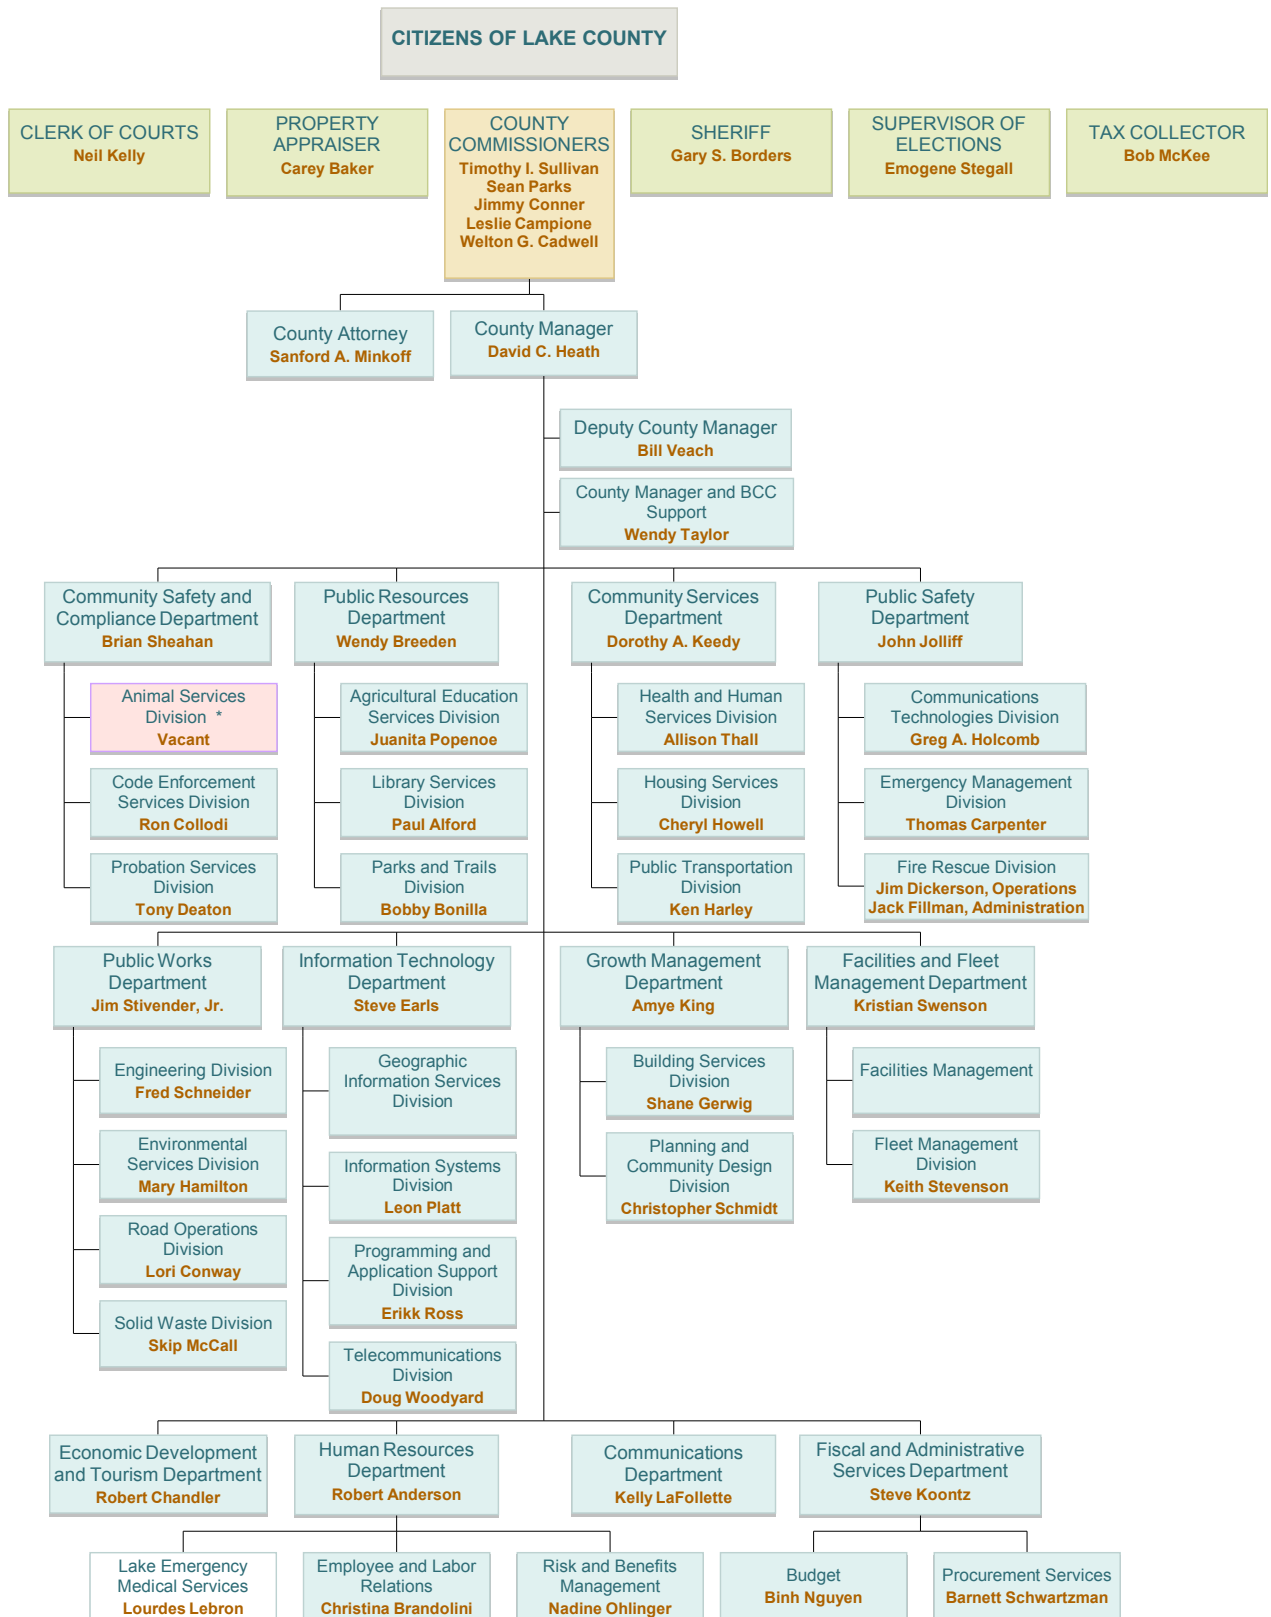 CITIZENS OF LAKE COUNTY
CLERK OF COURTS
Neil Kelly
PROPERTY
APPRAISER
Carey Baker
COUNTY
COMMISSIONERS
Timothy I. Sullivan
Sean Parks
Jimmy Conner
Leslie Campione
Welton G. Cadwell
SHERIFF
Gary S. Borders
SUPERVISOR OF
ELECTIONS
Emogene Stegall
TAX COLLECTOR
Bob McKee
County Attorney
Sanford A. Minkoff
County Manager
David C. Heath
Deputy County Manager
Bill Veach
County Manager and BCC
Support
Wendy Taylor
Community Safety and
Compliance Department
Brian Sheahan
Public Resources
Department
Wendy Breeden
Community Services
Department
Dorothy A. Keedy
Public Safety
Department
John Jolliff
Animal Services
Division *
Vacant
Agricultural Education
Services Division
Juanita Popenoe
Health and Human
Services Division
Allison Thall
Communications
Technologies Division
Greg A. Holcomb
Code Enforcement
Services Division
Ron Collodi
Library Services
Division
Paul Alford
Housing Services
Division
Cheryl Howell
Emergency Management
Division
Thomas Carpenter
Probation Services
Division
Tony Deaton
Parks and Trails
Division
Bobby Bonilla
Public Transportation
Division
Ken Harley
Fire Rescue Division
Jim Dickerson, Operations
Jack Fillman, Administration
Public Works
Department
Jim Stivender, Jr.
Information Technology
Department
Steve Earls
Growth Management
Department
Amye King
Facilities and Fleet
Management Department
Kristian Swenson
Engineering Division
Fred Schneider
Geographic
Information Services
Division
Building Services
Division
Shane Gerwig
Facilities Management
Environmental
Services Division
Mary Hamilton
Information Systems
Division
Leon Platt
Planning and
Community Design
Division
Christopher Schmidt
Fleet Management
Division
Keith Stevenson
Road Operations
Division
Lori Conway
Programming and
Application Support
Division
Erikk Ross
Solid Waste Division
Skip McCall
Telecommunications
Division
Doug Woodyard
Economic Development
and Tourism Department
Robert Chandler
Human Resources
Department
Robert Anderson
Communications
Department
Kelly LaFollette
Fiscal and Administrative
Services Department
Steve Koontz
Lake Emergency
Medical Services
Lourdes Lebron
Employee and Labor
Relations
Christina Brandolini
Risk and Benefits
Management
Nadine Ohlinger
Budget
Binh Nguyen
Procurement Services
Barnett Schwartzman